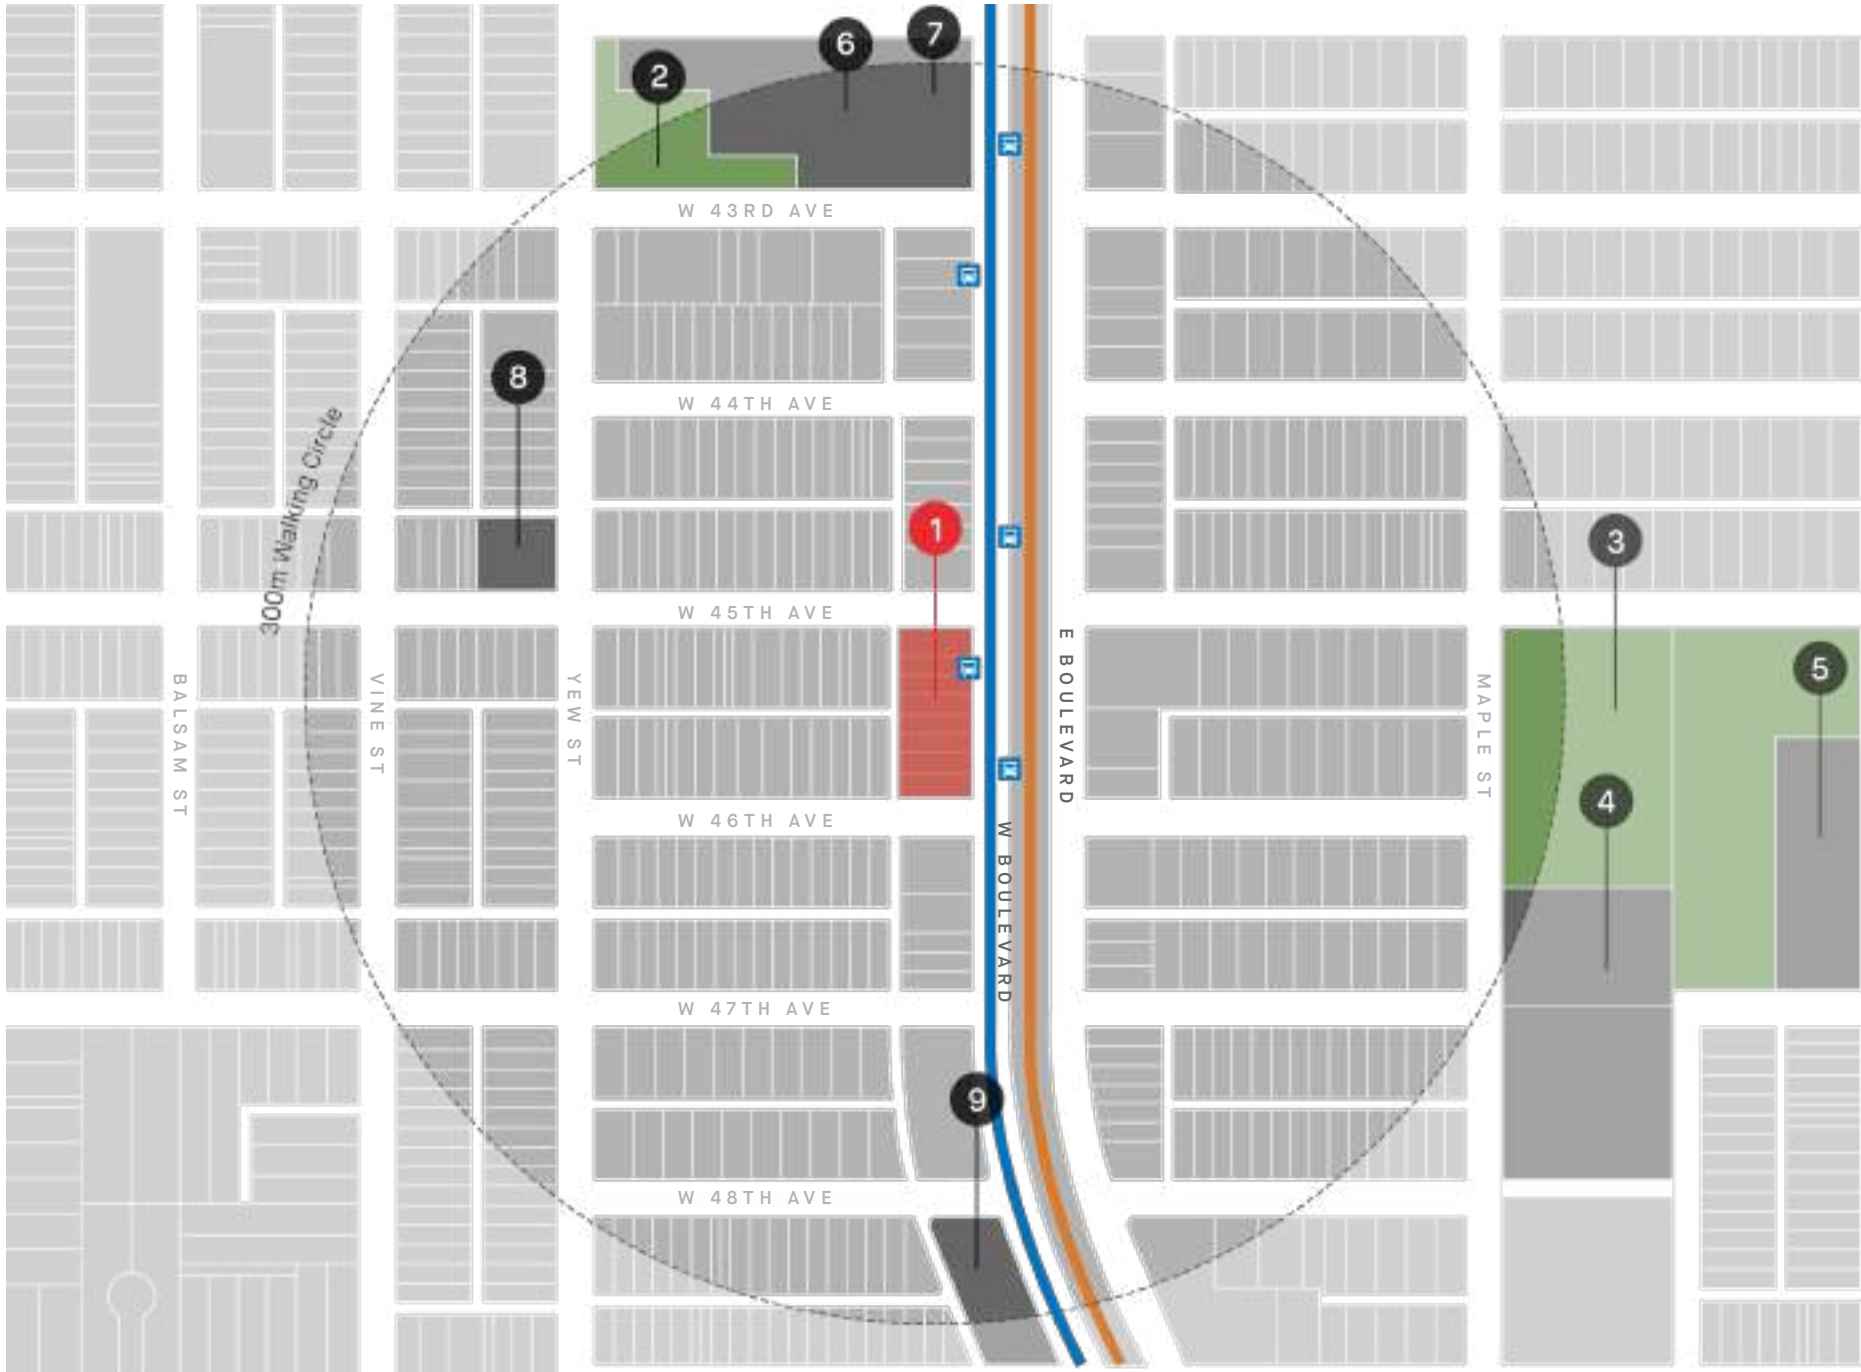 7
6
2
W 43RD AVE
8
W 44TH AVE
300m Walking Circle
1
3
W 45TH AVE
E BOULEVARD
5
BALSAM ST
VINE ST
YEW ST
MAPLE ST
4
W 46TH AVE
W BOULEVARD
W 47TH AVE
9
W 48TH AVE